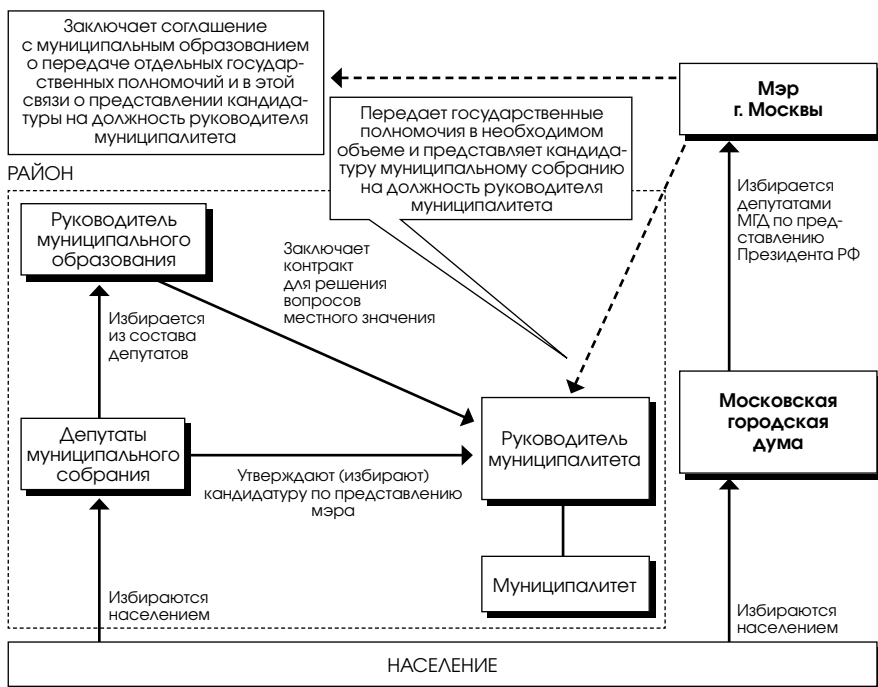 Заключает соглашение
с муниципальным образованием
о передаче отдельных государ-
ственных полномочий и в этой
связи о представлении кандида-
туры на должность руководителя
муниципалитета
Мэр
г. Москвы
Передает государственные
полномочия в необходимом
объеме и представляет кандида-
туру муниципальному собранию
на должность руководителя
муниципалитета
РАЙОН
Избирается
депутатами
МГД по пред-
ставлению
Президента РФ
Руководитель
муниципального
образования
Заключает
контракт
для решения
вопросов
местного значения
Избирается
из состава
депутатов
Московская
городская
дума
Депутаты
муниципального
собрания
Руководитель
муниципалитета
Утверждают (избирают)
кандидатуру по представлению
мэра
Муниципалитет
Избираются
населением
Избираются
населением
НАСЕЛЕНИЕ